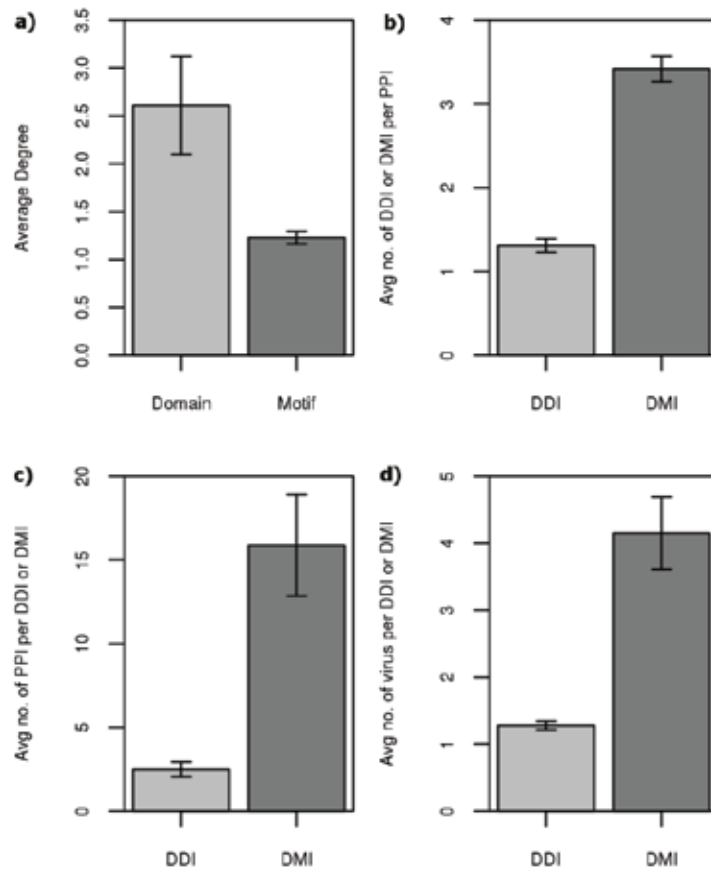 a)
Average Degree
0.0 0.5 1.0 1.5 2.0 2.5 3.0 3.5
Domain Motif
b)
Avg no. of DDI or DMI per PPI
0 1 2 3 4
DDI DMI
c)
Avg no. of PPI per DDI or DMI
0 5 10 15 20
DDI DMI
d)
Avg no. of virus per DDI or DMI
0 1 2 3 4 5
DDI DMI